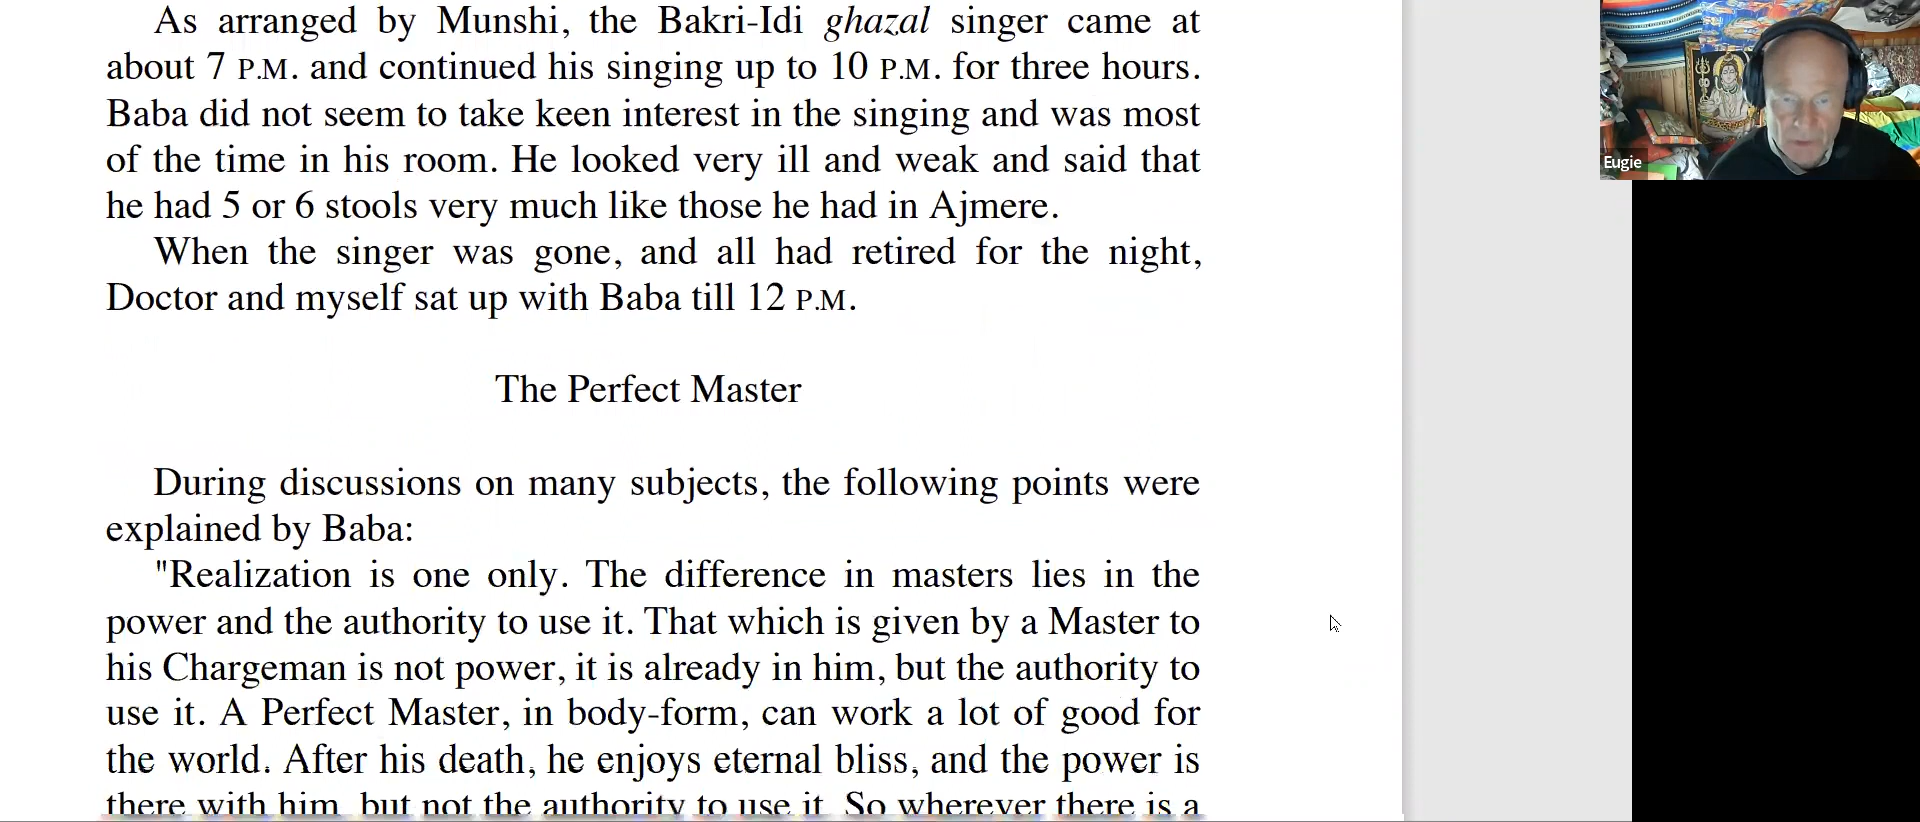 As arranged by Munshi, the Bakri-Idi ghazal singer came at
about 7 P.M. and continued his singing up to 10 P.M. for three hours.
Baba did not seem to take keen interest in the singing and was most
of the time in his room. He looked very ill and weak and said that
he had 5 or 6 stools very much like those he had in Ajmere.
When the singer was gone, and all had retired for the night,
Doctor and myself sat up with Baba till 12 P.M.
The Perfect Master
During discussions on many subjects, the following points were
explained by Baba:
"Realization is one only. The difference in masters lies in the
power and the authority to use it. That which is given by a Master to
his Chargeman is not power, it is already in him, but the authority to
use it. A Perfect Master, in body-form, can work a lot of good for
the world. After his death, he enjoys eternal bliss, and the power is
there with him, but not the authority to use it. So wherever there is a
Eugie